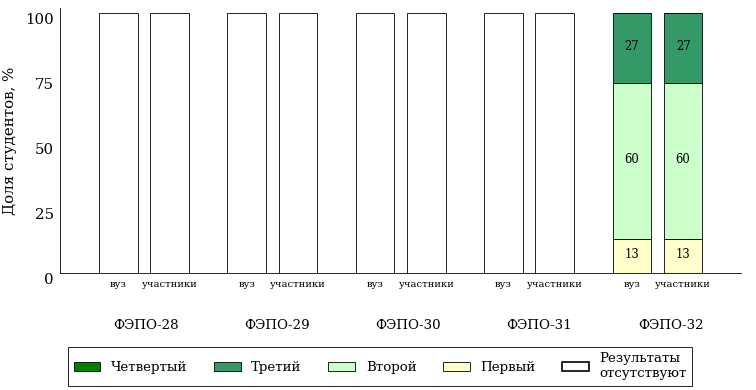 Доля студентов, %
100
75
50
25
0
27
27
60
60
13
13
вуз участники вуз участники вуз участники вуз участники вуз участники
ФЭПО-28 ФЭПО-29 ФЭПО-30 ФЭПО-31 ФЭПО-32
Четвертый Третий Второй Первый Результаты
отсутствуют